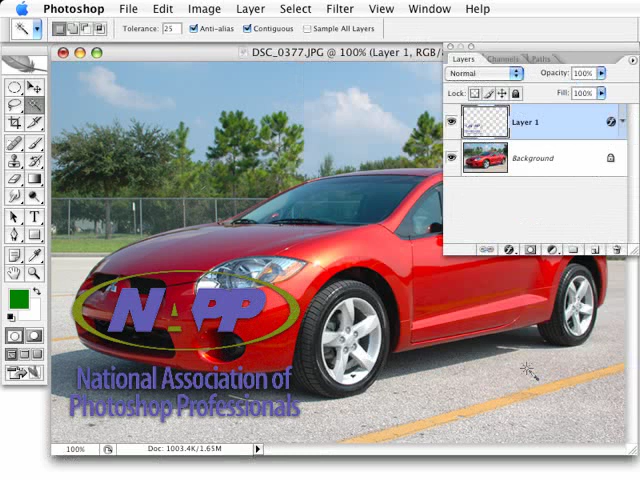 Photoshop File Edit Image Layer Select Filter View Window Help
Tolerance: 25 Anti-alias Contiguous Sample All Layers
DSC_0377.JPG @ 100% (Layer 1, RGB/8
Layers Channels Paths
Normal Opacity: 100%
Lock: Fill: 100%
Layer 1
Background
NAPP
National Association of
Photoshop Professionals
100% Doc: 1003.4K/1.65M